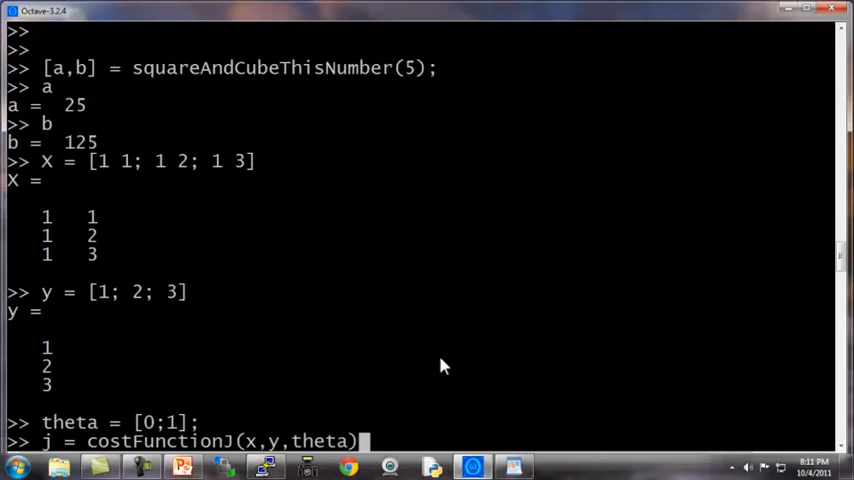 Octave-3.2.4
>>
>>
>> [a,b] = squareAndCubeThisNumber(5);
>> a
a =  25
>> b
b =  125
>> X = [1 1; 1 2; 1 3]
X =
1 1
1 2
1 3
>> y = [1; 2; 3]
y =
1
2
3
>> theta = [0;1];
>> j = costFunctionJ(x,y,theta)
8:11 PM
10/4/2011